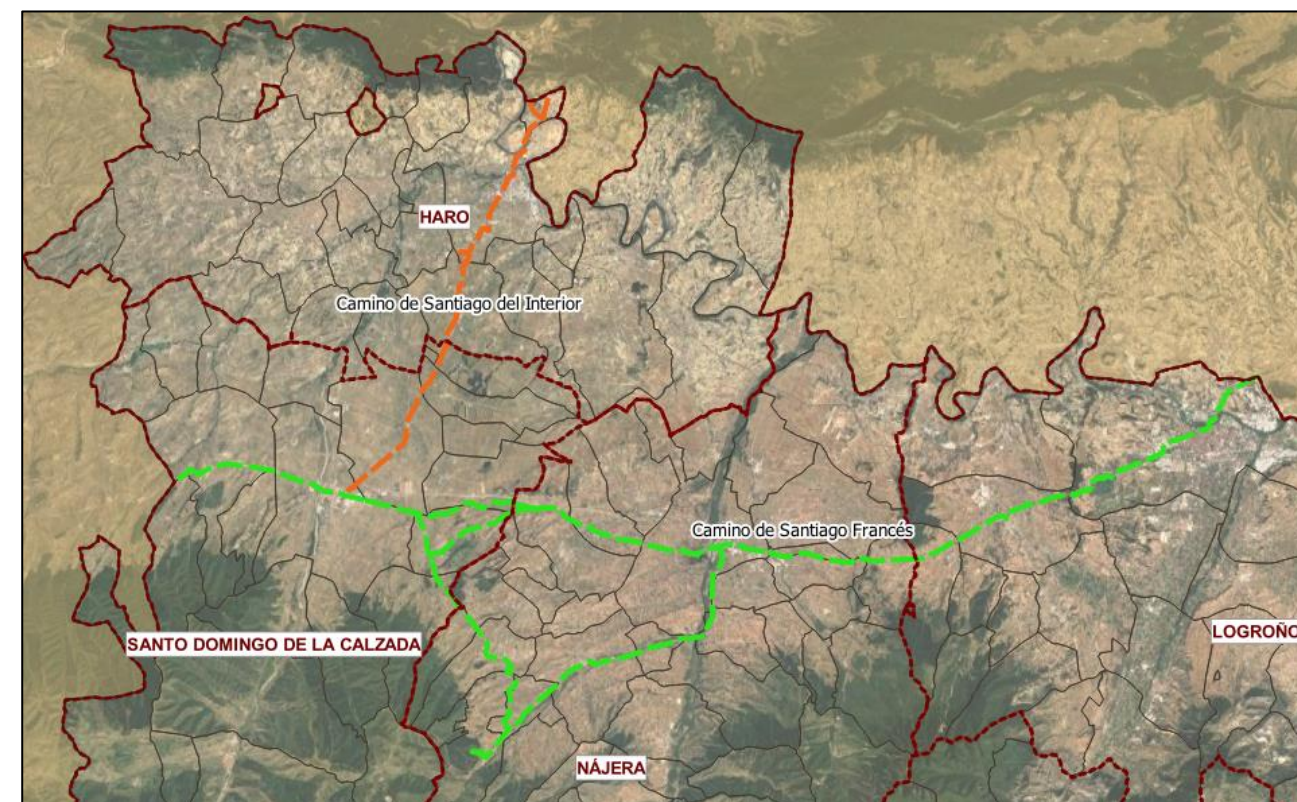 HARO
Camino de Santiago del Interior
Camino de Santiago Francés
SANTO DOMINGO DE LA CALZADA
LOGROÑO
NÁJERA